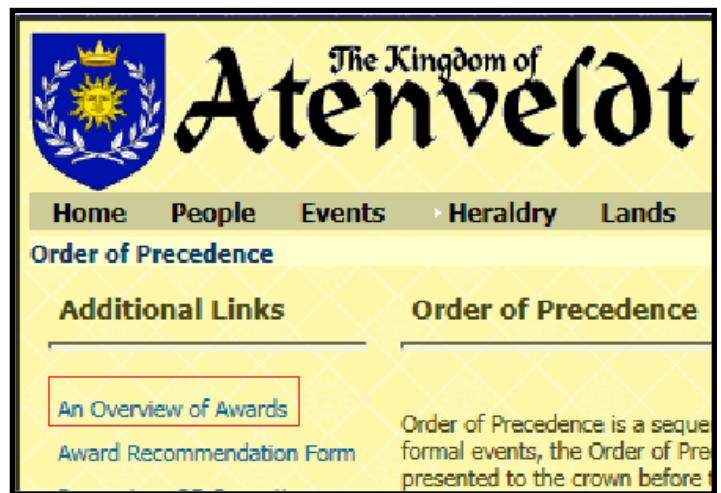 The Kingdom of
Atenveldt
Home People Events Heraldry Lands
Order of Precedence
Additional Links
An Overview of Awards
Award Recommendation Form
Order of Precedence
Order of Precedence is a seque
formal events, the Order of Pre
presented to the crown before t